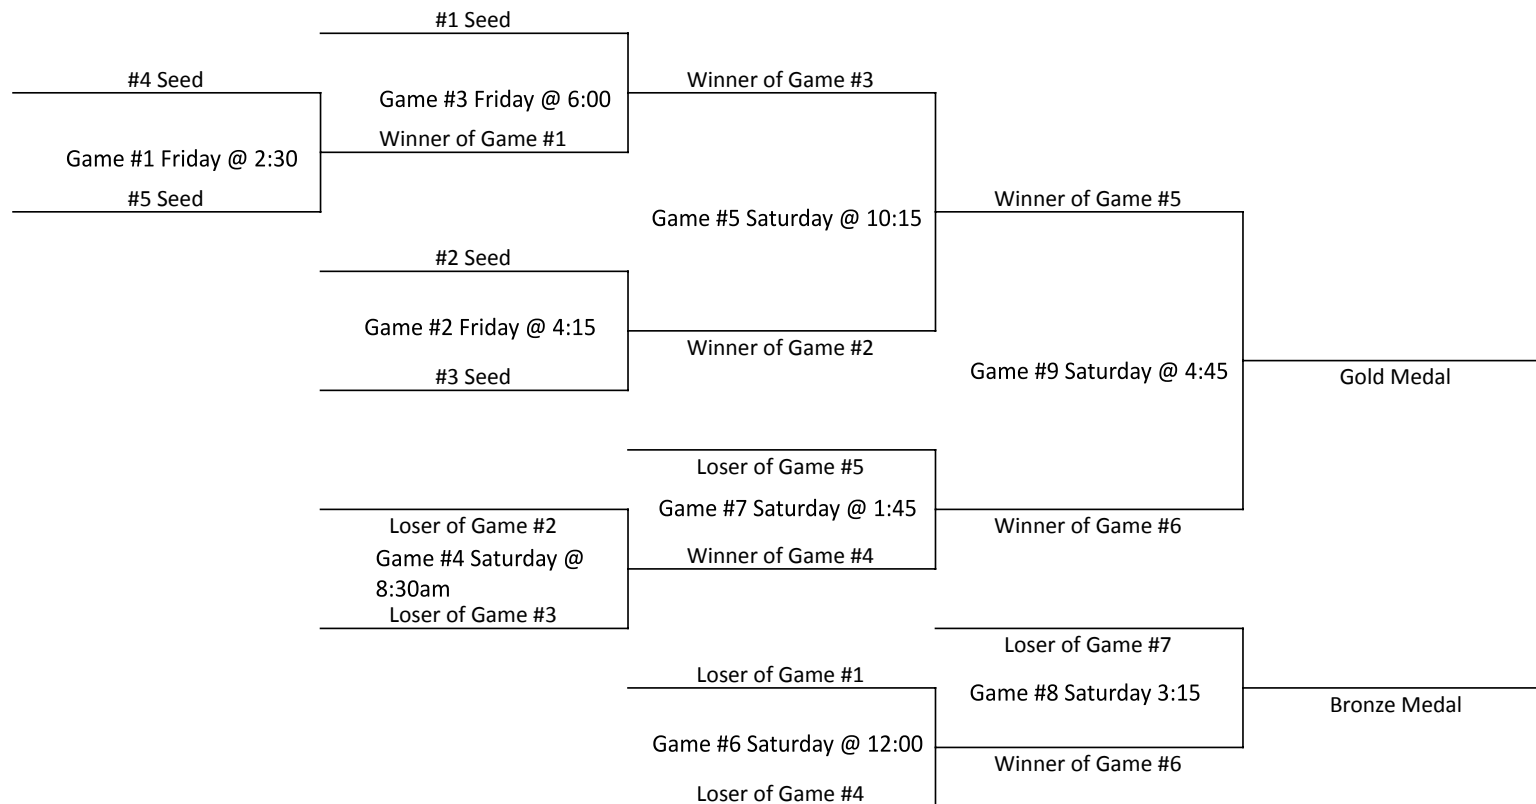 #1 Seed
#4 Seed
Winner of Game #3
Game #3 Friday @ 6:00
Winner of Game #1
Game #1 Friday @ 2:30
#5 Seed
Winner of Game #5
Game #5 Saturday @ 10:15
#2 Seed
Game #2 Friday @ 4:15
Winner of Game #2
#3 Seed
Game #9 Saturday @ 4:45
Gold Medal
Loser of Game #5
Game #7 Saturday @ 1:45
Loser of Game #2
Winner of Game #6
Game #4 Saturday @
8:30am
Winner of Game #4
Loser of Game #3
Loser of Game #7
Loser of Game #1
Game #8 Saturday 3:15
Bronze Medal
Game #6 Saturday @ 12:00
Winner of Game #6
Loser of Game #4